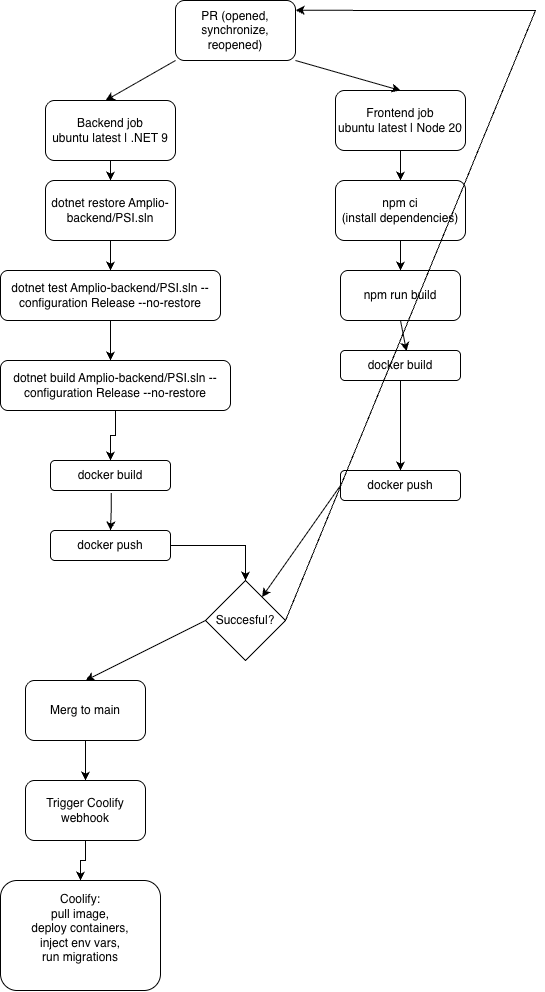 PR (opened,
synchronize,
reopened)
Backend job
ubuntu latest | .NET 9
Frontend job
ubuntu latest | Node 20
dotnet restore Amplio-
backend/PSI.sln
npm ci
(install dependencies)
dotnet test Amplio-backend/PSI.sln --
configuration Release --no-restore
npm run build
dotnet build Amplio-backend/PSI.sln --
configuration Release --no-restore
docker build
docker build
docker push
docker push
Succesful?
Merg to main
Trigger Coolify
webhook
Coolify:
pull image,
deploy containers,
inject env vars,
run migrations